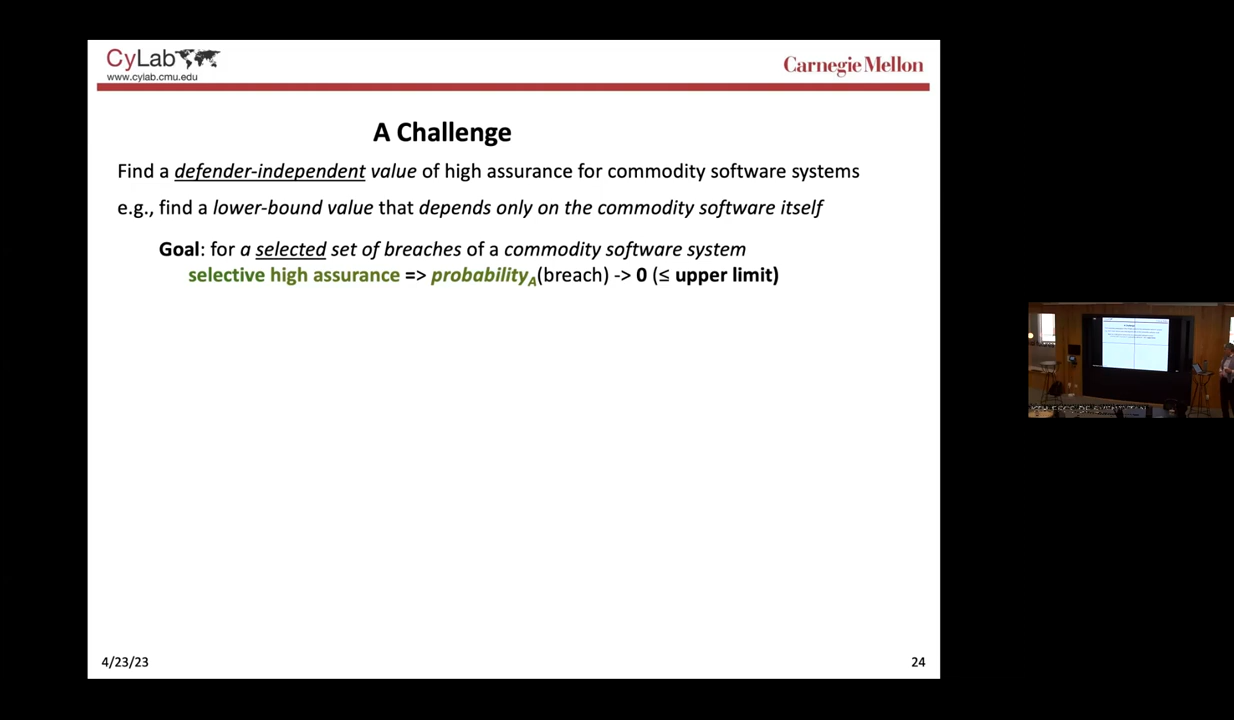 CyLab
www.cylab.cmu.edu
Carnegie Mellon
A Challenge
Find a defender-independent value of high assurance for commodity software systems
e.g., find a lower-bound value that depends only on the commodity software itself
Goal: for a selected set of breaches of a commodity software system
selective high assurance => probabilityA(breach) -> 0 (≤ upper limit)
4/23/23
24